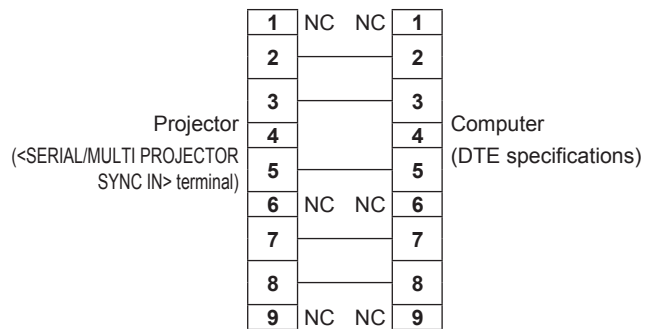 1 NC NC 1
2 2
3 3
Projector 4 4 Computer
(<SERIAL/MULTI PROJECTOR SYNC IN> terminal) 5 5 (DTE specifications)
6 NC NC 6
7 7
8 8
9 NC NC 9